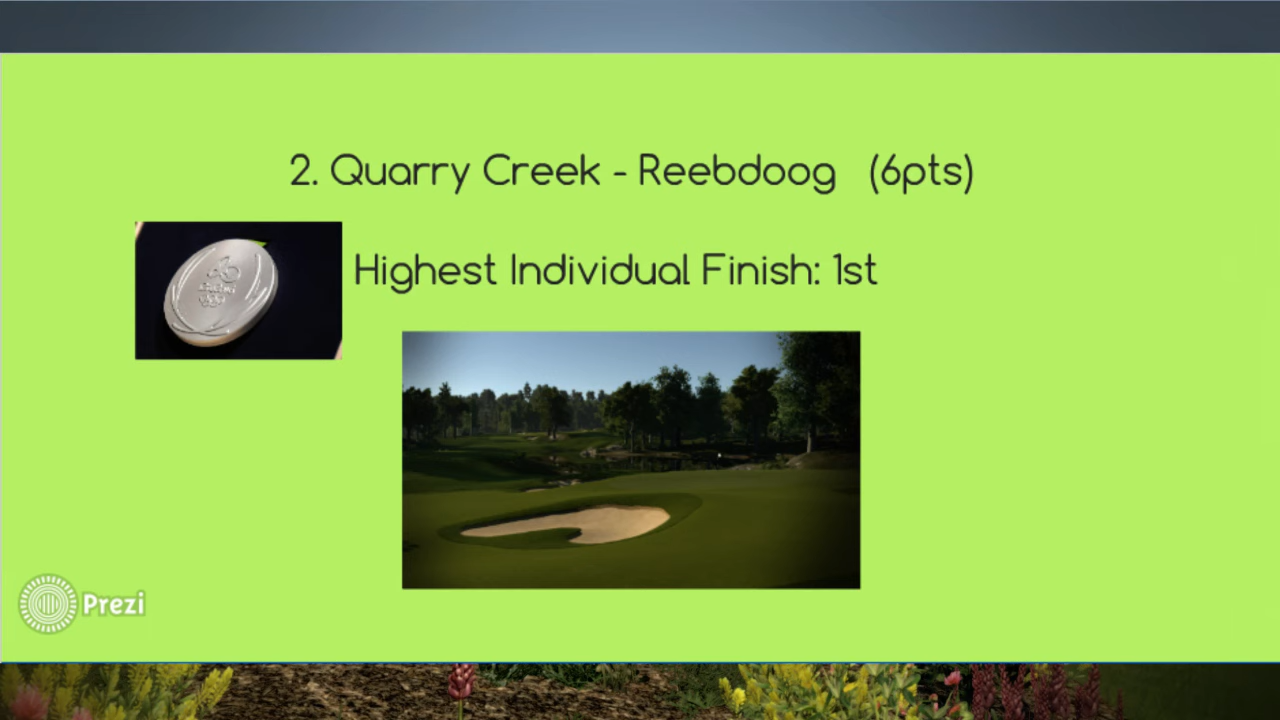 2. Quarry Creek - Reebdoog (6pts)
Highest Individual Finish: 1st
Prezi